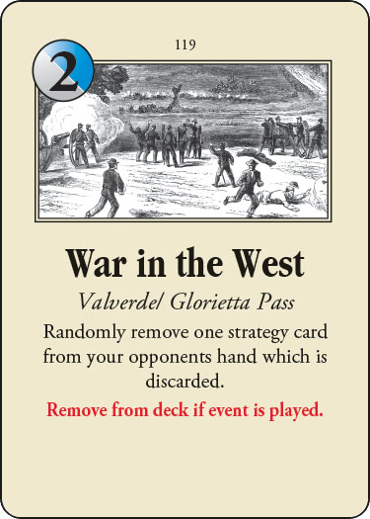 119
2
War in the West
Valverde/ Glorietta Pass
Randomly remove one strategy card
from your opponents hand which is
discarded.
Remove from deck if event is played.